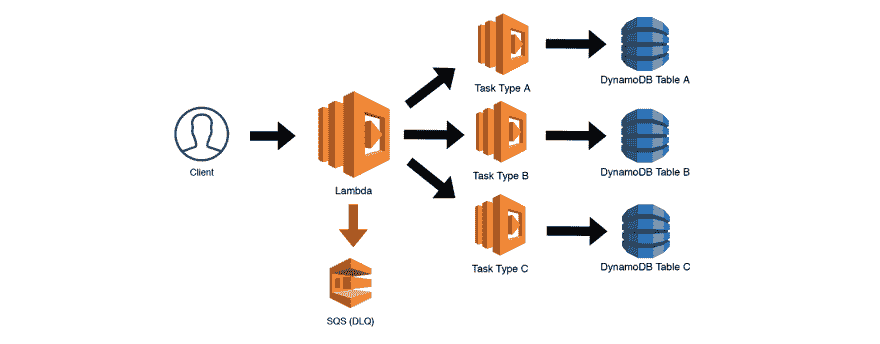 Client
Lambda
SQS (DLQ)
Task Type A
Task Type B
Task Type C
DynamoDB Table A
DynamoDB Table B
DynamoDB Table C